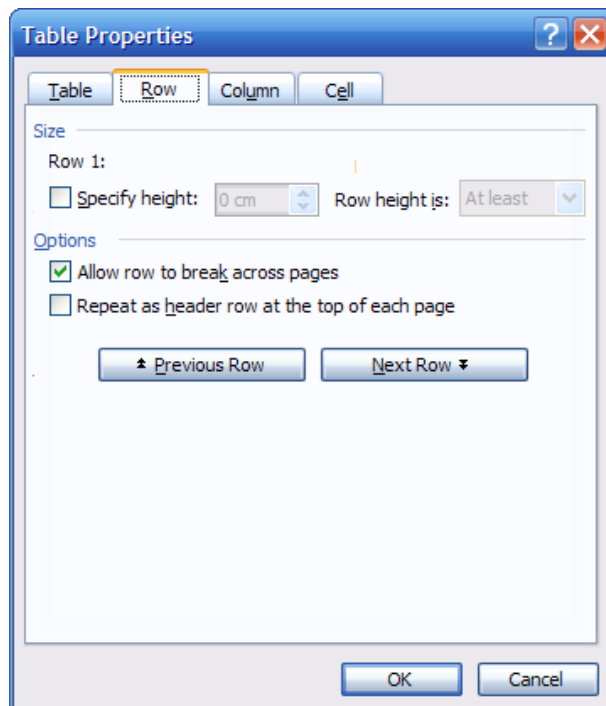 Table Properties ?
Table Row Column Cell
Size
Row 1:
Specify height: 0 cm Row height is: At least
Options
Allow row to break across pages
Repeat as header row at the top of each page
Previous Row Next Row
OK Cancel